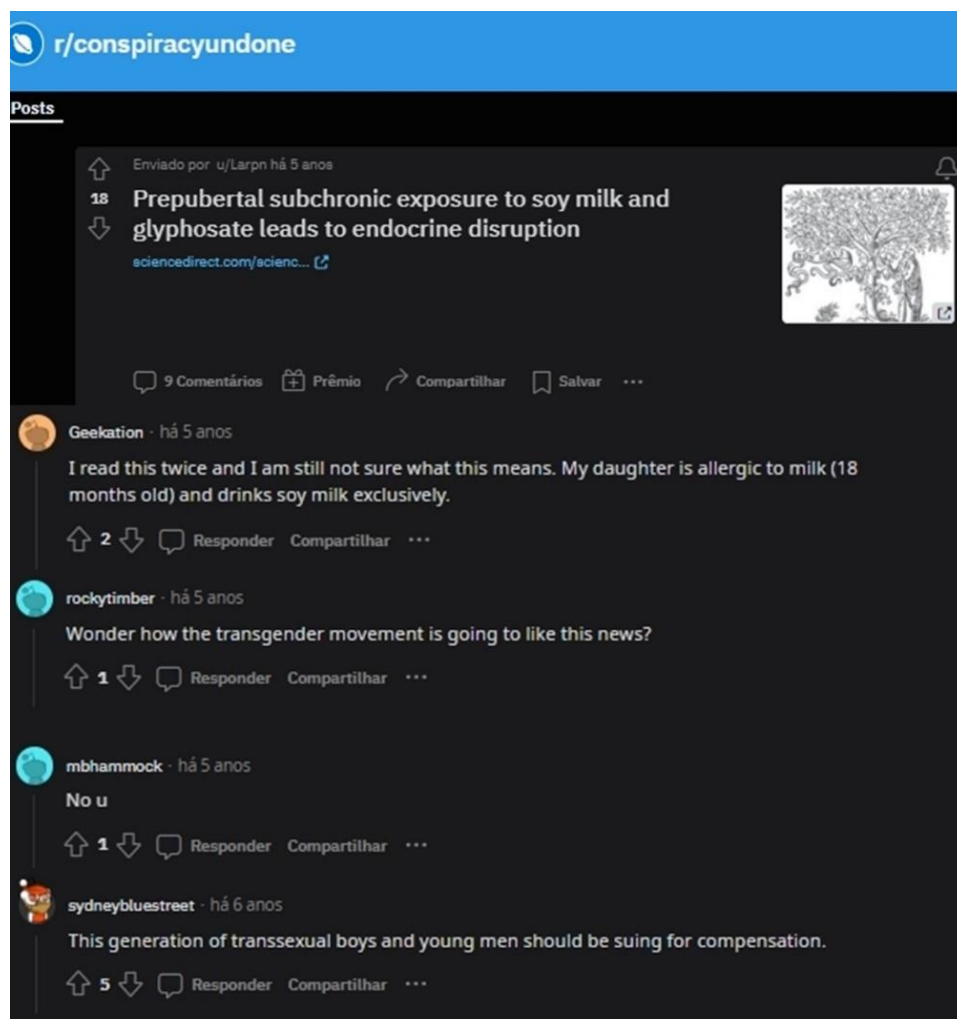 r/conspiracyundone
Posts
Enviado por u/Larpn há 5 anos
18
Prepubertal subchronic exposure to soy milk and
glyphosate leads to endocrine disruption
sciencedirect.com/scienc...
9 Comentários Prêmio Compartilhar Salvar ...
Geekation · há 5 anos
I read this twice and I am still not sure what this means. My daughter is allergic to milk (18
months old) and drinks soy milk exclusively.
2 Responder Compartilhar ...
rockytimber · há 5 anos
Wonder how the transgender movement is going to like this news?
1 Responder Compartilhar ...
mbhammock · há 5 anos
No u
1 Responder Compartilhar ...
sydneybluestreet · há 6 anos
This generation of transsexual boys and young men should be suing for compensation.
5 Responder Compartilhar ...